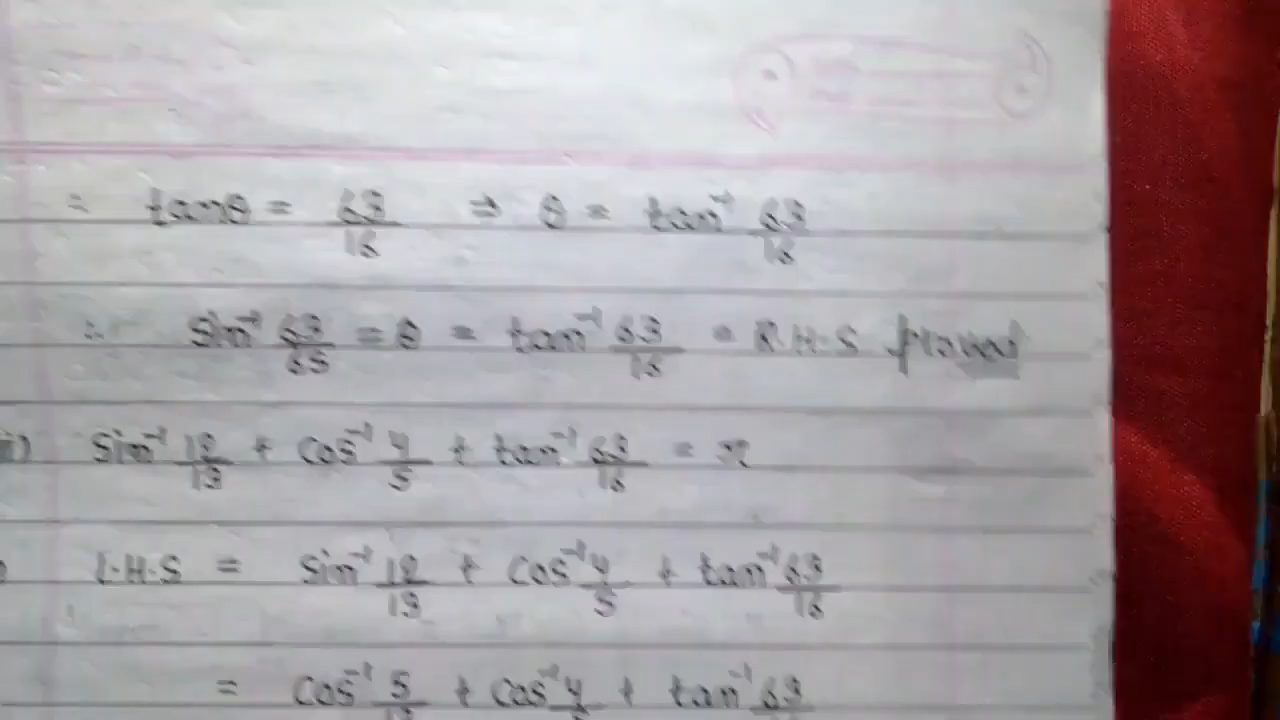 = tanθ = 63/16 ⇒ θ = tan⁻¹ 63/16
∴ sin⁻¹ 63/65 = θ = tan⁻¹ 63/16 = R.H.S proved
sin⁻¹ 12/13 + cos⁻¹ 4/5 + tan⁻¹ 63/16 = π
L.H.S = sin⁻¹ 12/13 + cos⁻¹ 4/5 + tan⁻¹ 63/16
= cos⁻¹ 5/13 + cos⁻¹ 4/5 + tan⁻¹ 63/16